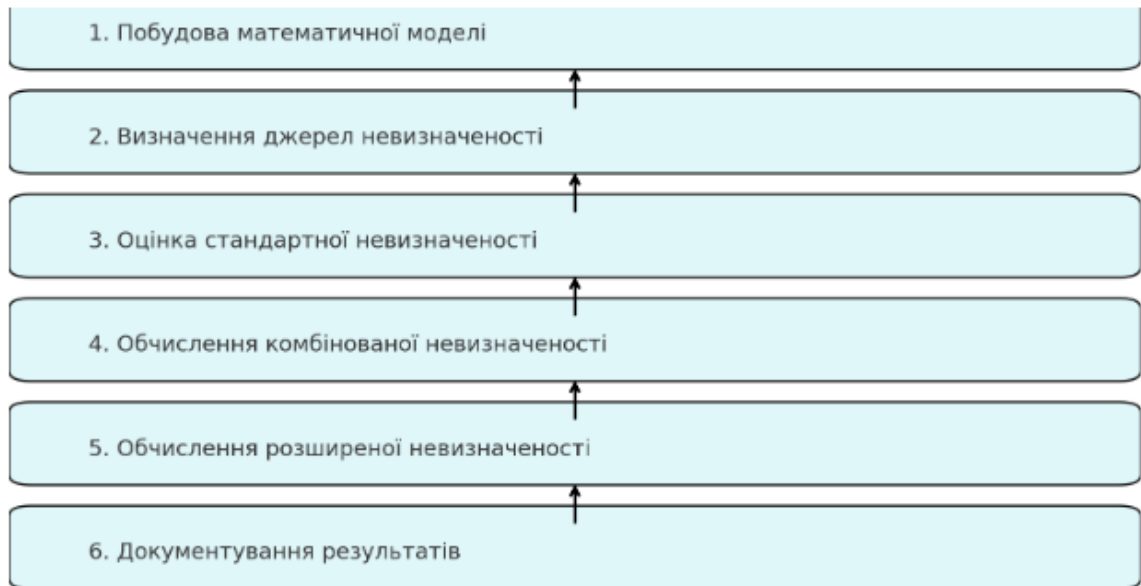 1. Побудова математичної моделі
2. Визначення джерел невизначеності
3. Оцінка стандартної невизначеності
4. Обчислення комбінованої невизначеності
5. Обчислення розширеної невизначеності
6. Документування результатів